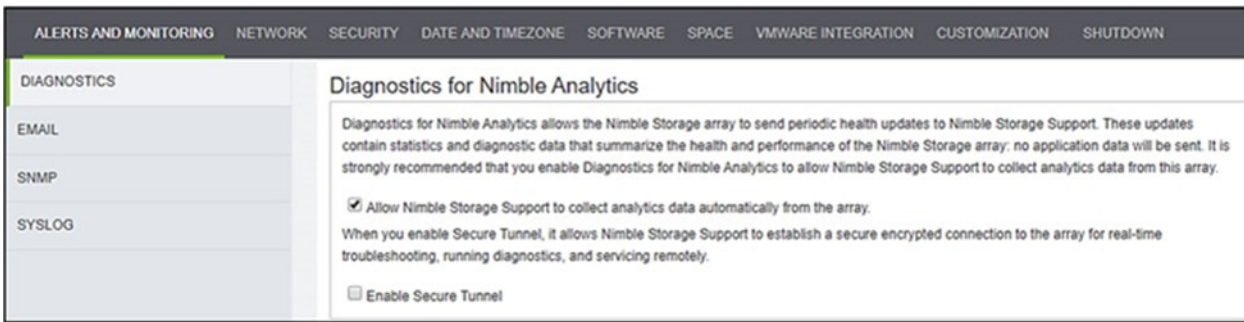 ALERTS AND MONITORING NETWORK SECURITY DATE AND TIMEZONE SOFTWARE SPACE VMWARE INTEGRATION CUSTOMIZATION SHUTDOWN
DIAGNOSTICS
EMAIL
SNMP
SYSLOG
Diagnostics for Nimble Analytics
Diagnostics for Nimble Analytics allows the Nimble Storage array to send periodic health updates to Nimble Storage Support. These updates
contain statistics and diagnostic data that summarize the health and performance of the Nimble Storage array: no application data will be sent. It is
strongly recommended that you enable Diagnostics for Nimble Analytics to allow Nimble Storage Support to collect analytics data from this array.
Allow Nimble Storage Support to collect analytics data automatically from the array.
When you enable Secure Tunnel, it allows Nimble Storage Support to establish a secure encrypted connection to the array for real-time
troubleshooting, running diagnostics, and servicing remotely.
Enable Secure Tunnel